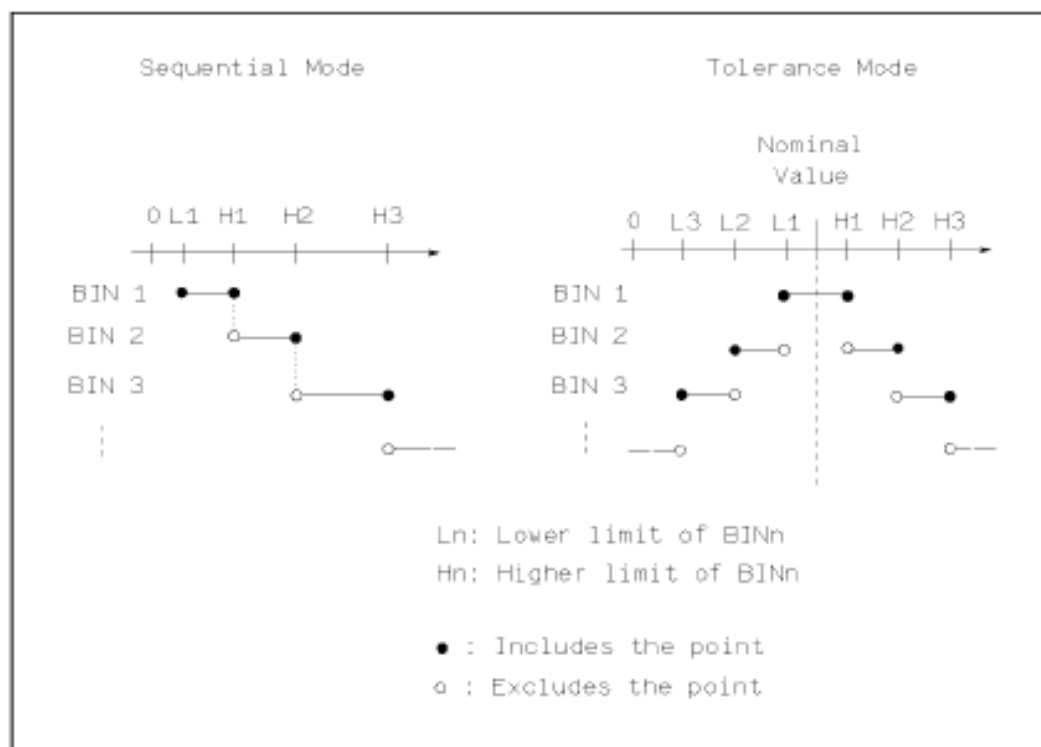 Sequential Mode
Tolerance Mode
Nominal
Value
0 L1 H1 H2 H3
0 L3 L2 L1 H1 H2 H3
BIN 1
BIN 1
BIN 2
BIN 2
BIN 3
BIN 3
Ln: Lower limit of BINn
Hn: Higher limit of BINn
: Includes the point
: Excludes the point